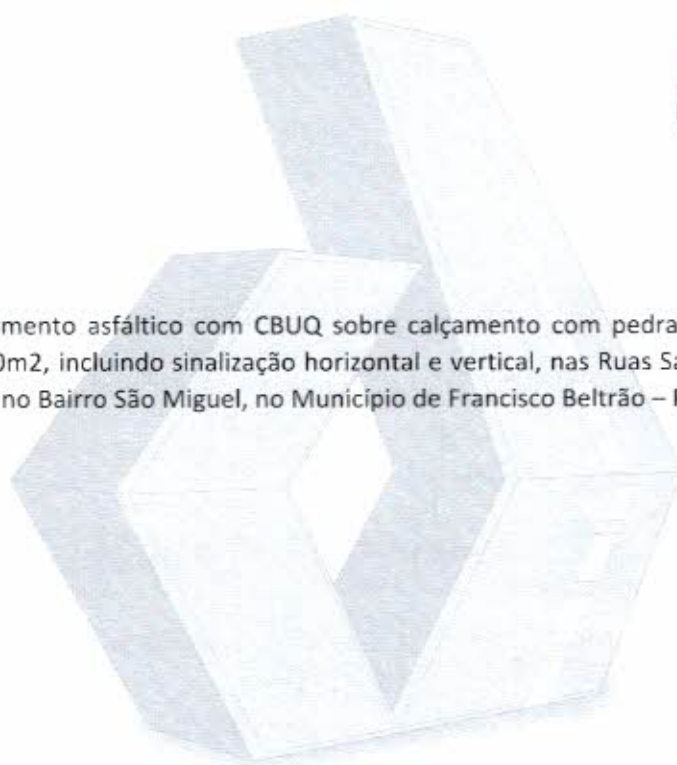 mento asfáltico com CBUQ sobre calçamento com pedra
0m2, incluindo sinalização horizontal e vertical, nas Ruas Sa
no Bairro São Miguel, no Município de Francisco Beltrão –